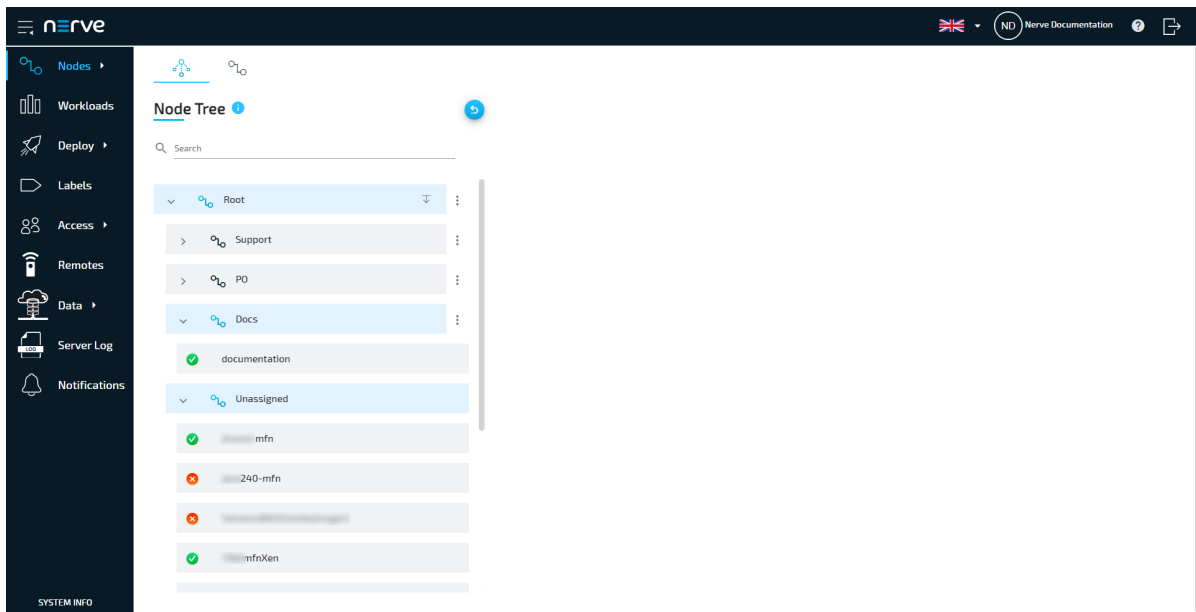 nerve
ND Nerve Documentation ?
Nodes
Workloads
Deploy
Labels
Access
Remotes
Data
LOG Server Log
Notifications
SYSTEM INFO
Node Tree i
Search
Root
Support
PO
Docs
documentation
Unassigned
mfn
240-mfn
mfnXen